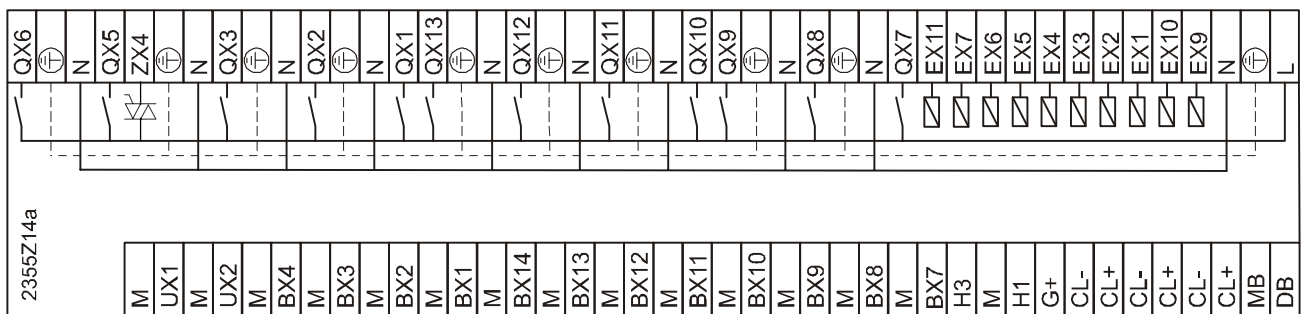 QX6 N QX5 ZX4 N QX3 N QX2 N QX1 QX13 N QX12 N QX11 N QX10 QX9 N QX8 N QX7 EX11 EX7 EX6 EX5 EX4 EX3 EX2 EX1 EX10 EX9 N L
2355Z14a
M UX1 M UX2 M BX4 M BX3 M BX2 M BX1 M BX14 M BX13 M BX12 M BX11 M BX10 M BX9 M BX8 M BX7 H3 M H1 G+ CL- CL+ CL- CL+ CL- CL+ MB DB